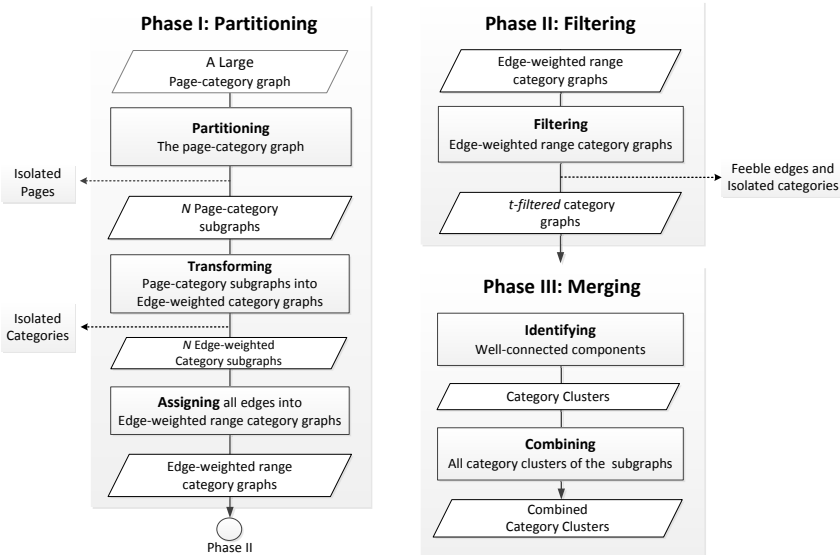 Phase I: Partitioning
A Large
Page-category graph
Partitioning
The page-category graph
Isolated
Pages
N Page-category
subgraphs
Transforming
Page-category subgraphs into
Edge-weighted category graphs
Isolated
Categories
N Edge-weighted
Category subgraphs
Assigning all edges into
Edge-weighted range category graphs
Edge-weighted range
category graphs
Phase II
Phase II: Filtering
Edge-weighted range
category graphs
Filtering
Edge-weighted range category graphs
Feeble edges and
Isolated categories
t-filtered category
graphs
Phase III: Merging
Identifying
Well-connected components
Category Clusters
Combining
All category clusters of the subgraphs
Combined
Category Clusters